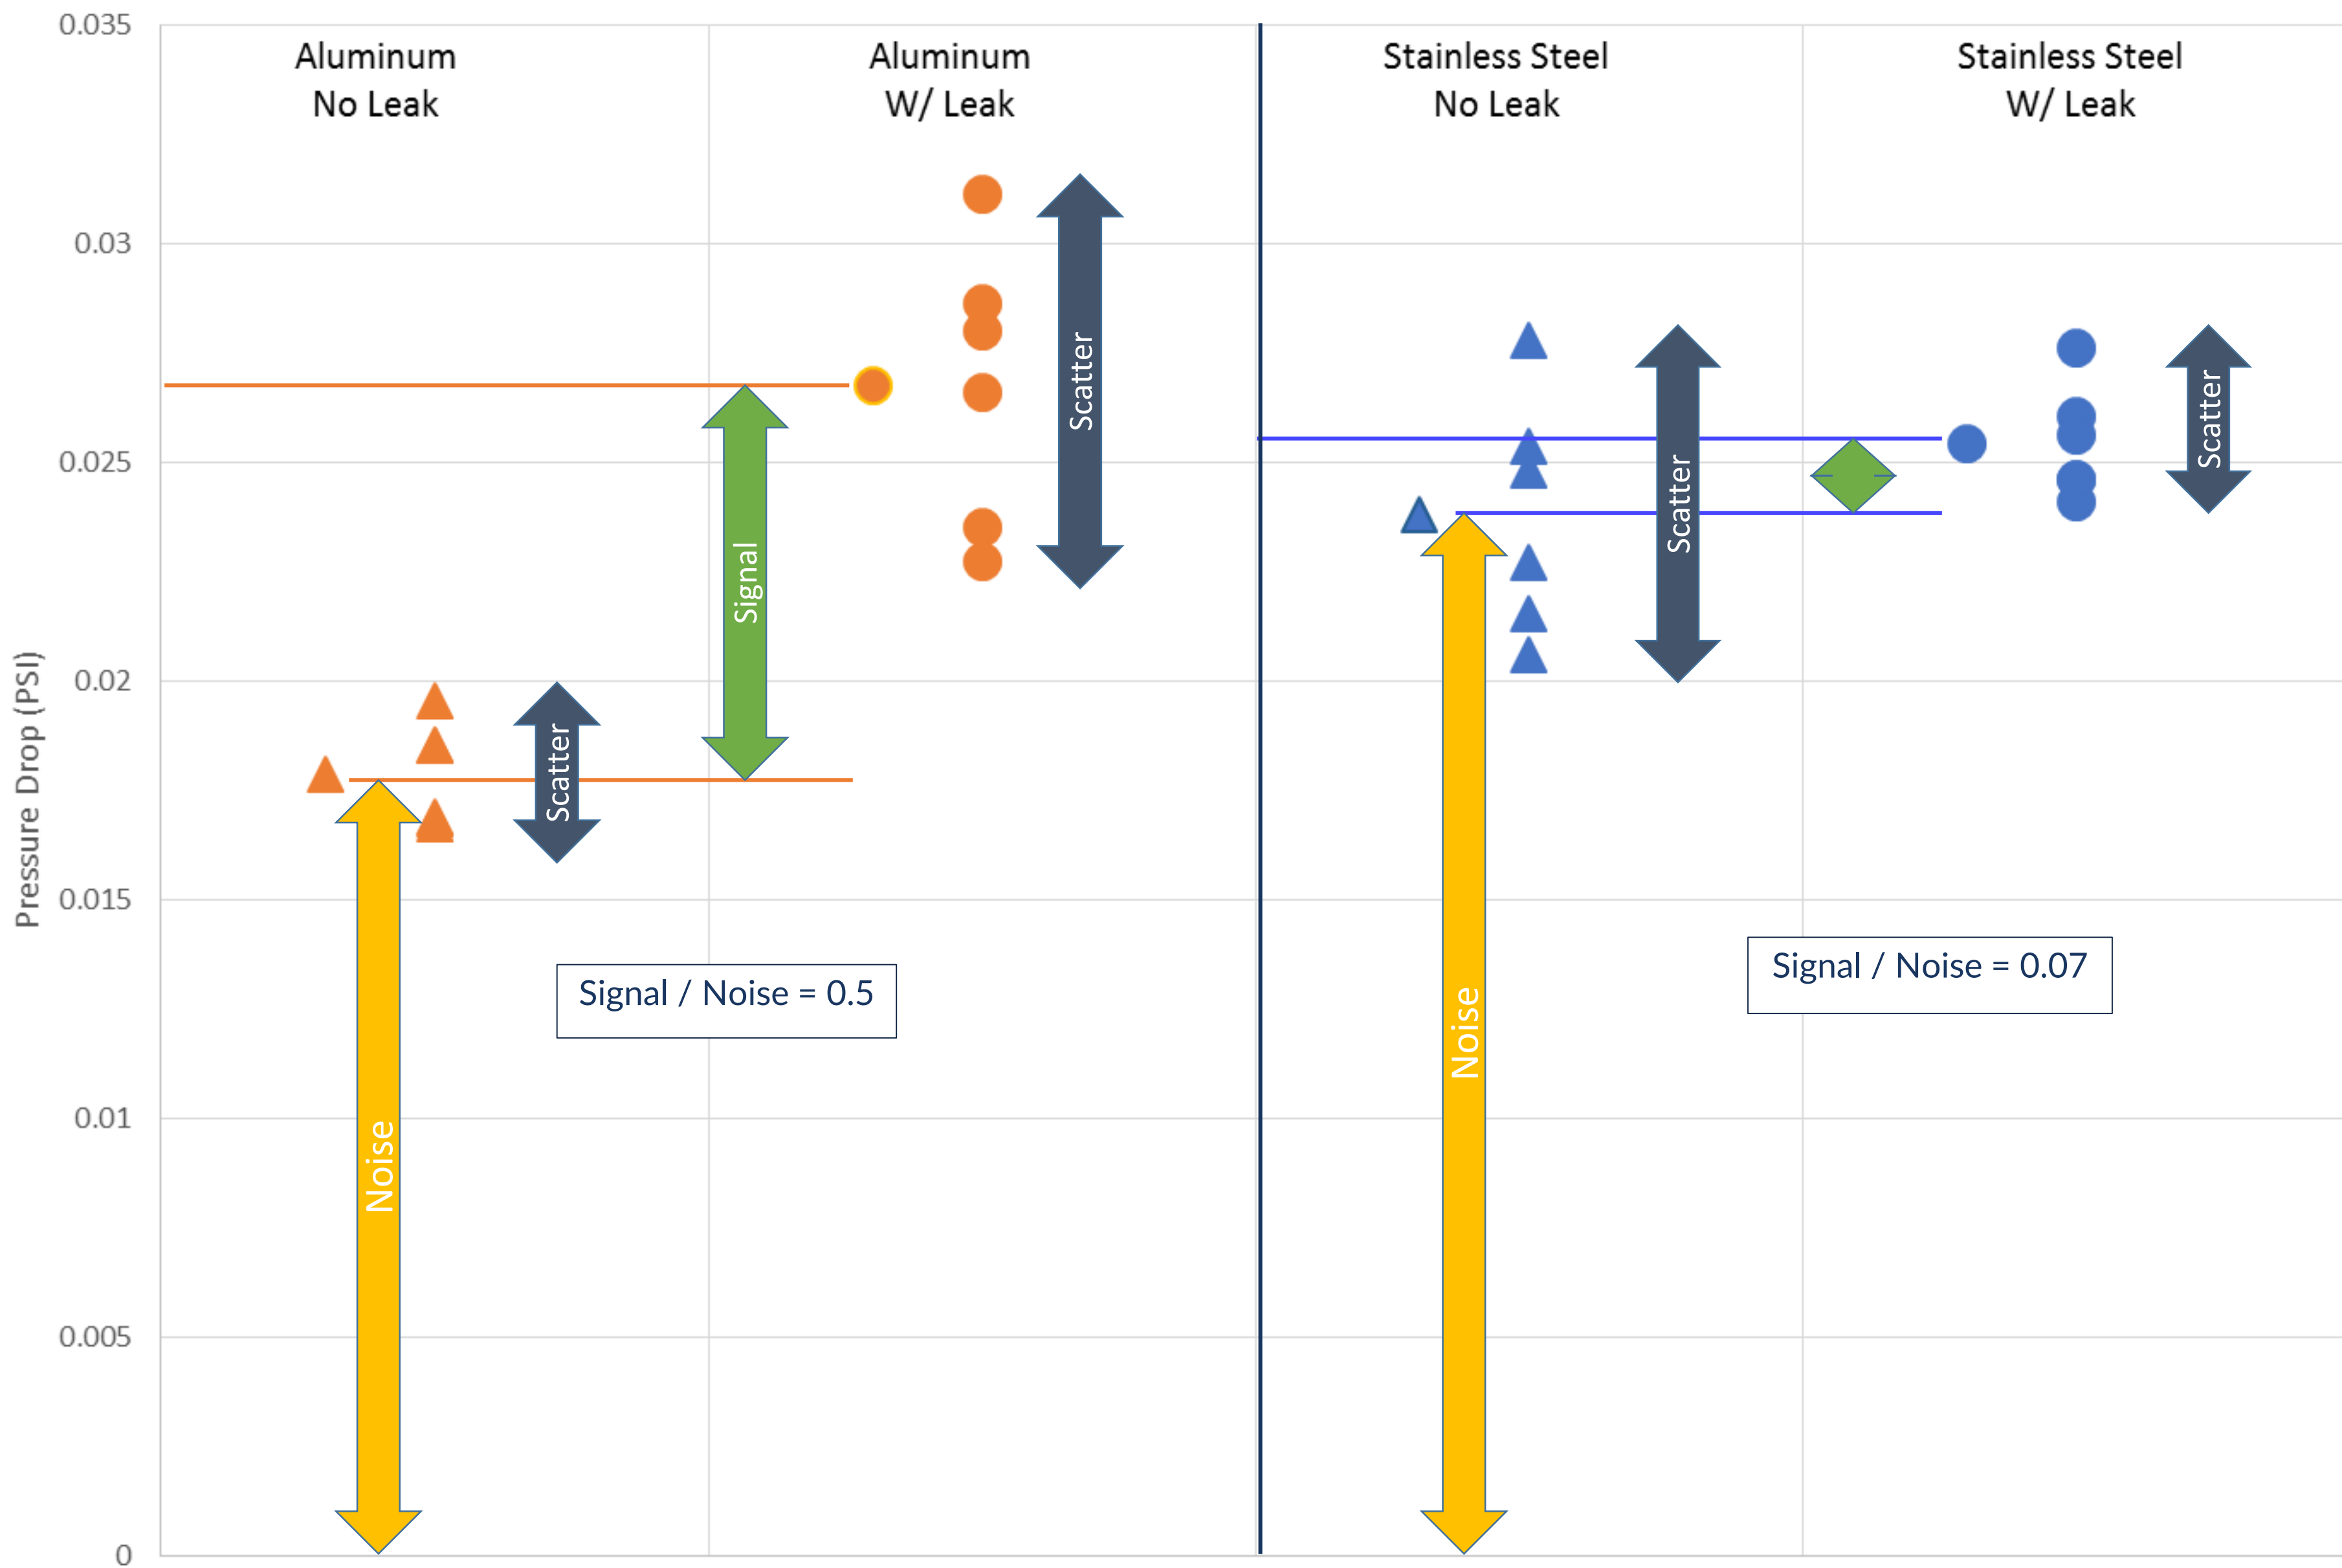 Aluminum
No Leak
Aluminum
W/ Leak
Stainless Steel
No Leak
Stainless Steel
W/ Leak
0.035
0.03
0.025
0.02
0.015
0.01
0.005
0
Pressure Drop (PSI)
Noise
Scatter
Signal
Scatter
Signal / Noise = 0.5
Noise
Scatter
Scatter
Signal / Noise = 0.07